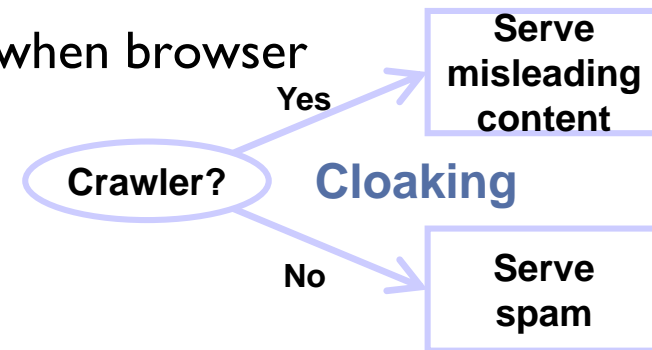 when browser
Yes
Serve
misleading
content
Crawler?
Cloaking
No
Serve
spam